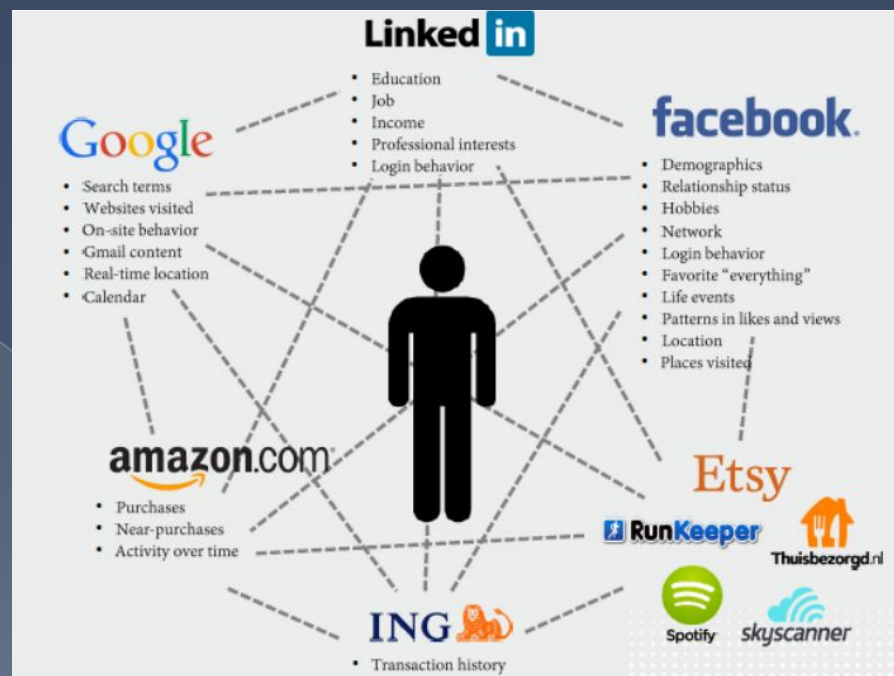 Linked in
• Education
• Job
• Income
• Professional interests
Login behavior
Google
• Search terms
• Websites visited
• On-site behavior
• Gmail content
• Real-time location
• Calendar
facebook.
• Demographics
• Relationship status
• Hobbies
• Network
• Login behavior
• Favorite “everything”
• Life events
• Patterns in likes and views
• Location
• Places visited
amazon.com
• Purchases
• Near-purchases
• Activity over time
Etsy
RunKeeper
Thuisbezorgd.nl
Spotify
skyscanner
ING
• Transaction history